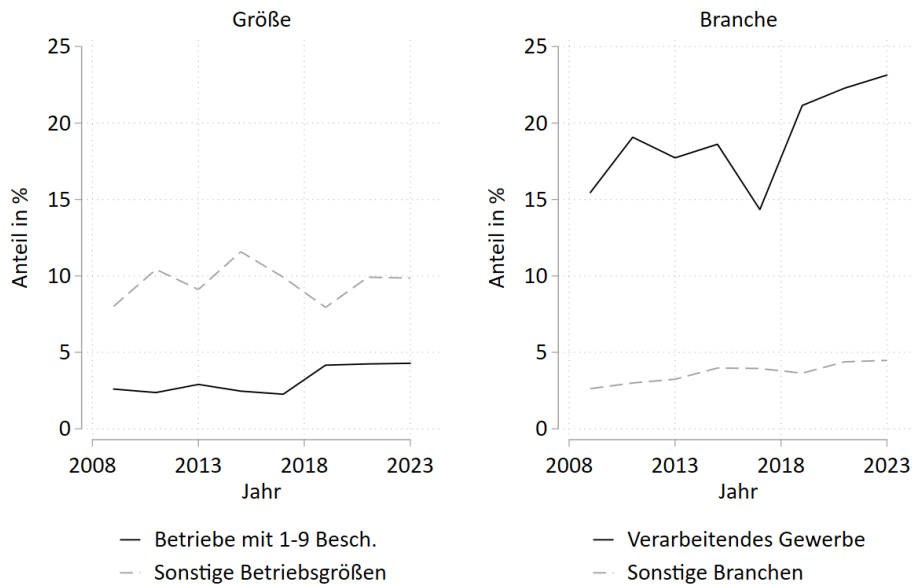 Größe
Anteil in %
25
20
15
10
5
0
2008 2013 2018 2023
Jahr
Betriebe mit 1-9 Besch.
Sonstige Betriebsgrößen
Branche
Anteil in %
25
20
15
10
5
0
2008 2013 2018 2023
Jahr
Verarbeitendes Gewerbe
Sonstige Branchen